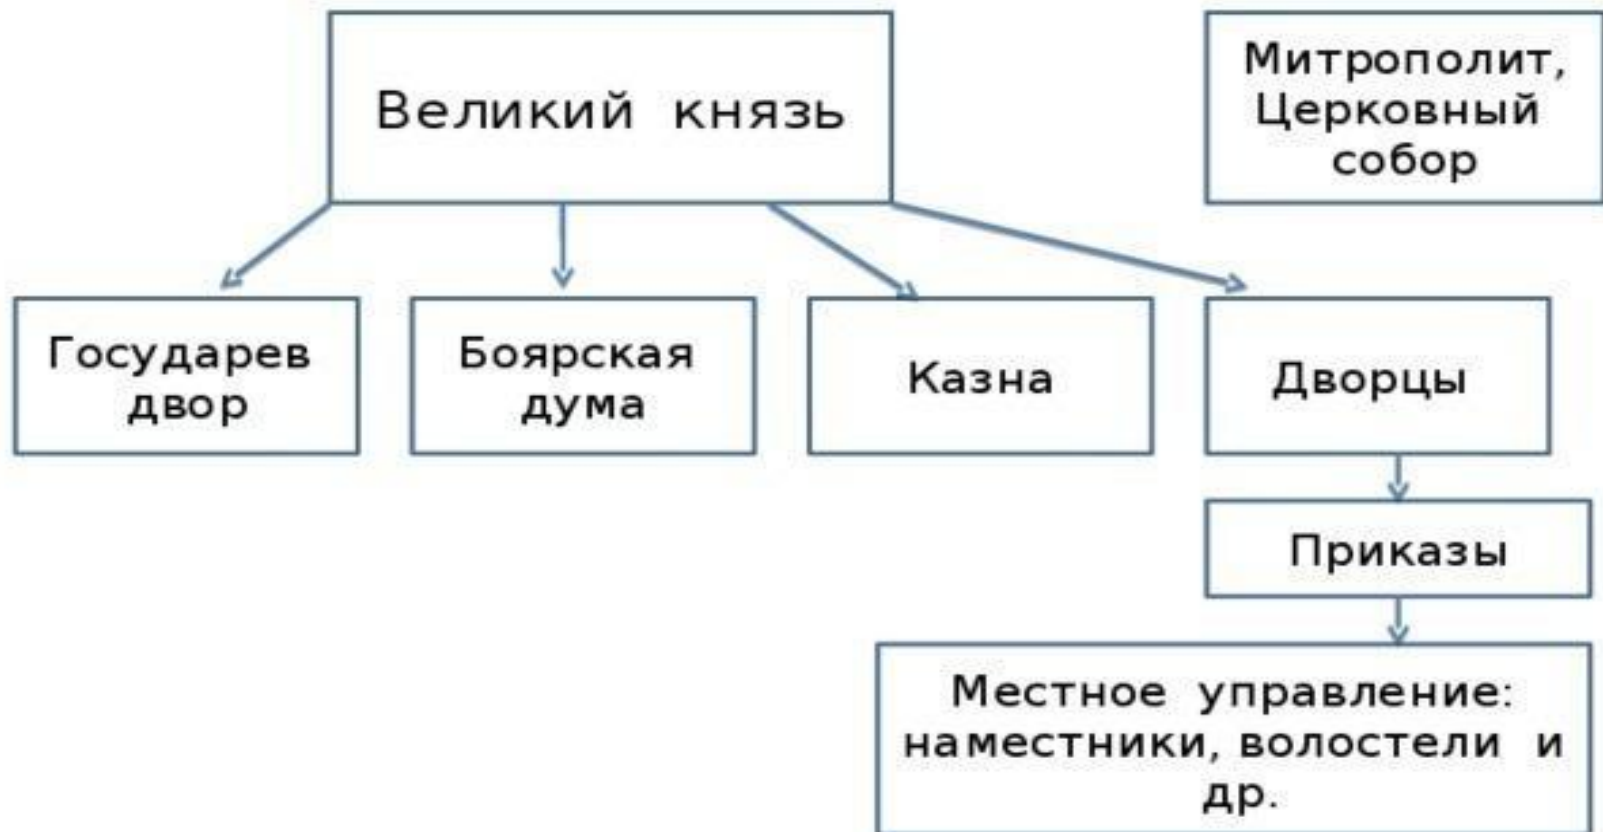 Великий князь
Митрополит,
Церковный
собор
Государев
двор
Боярская
дума
Казна
Дворцы
Приказы
Местное управление:
наместники, волостели и
др.